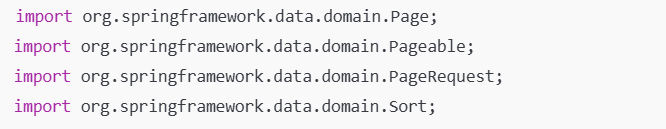 import org.springframework.data.domain.Page;
import org.springframework.data.domain.Pageable;
import org.springframework.data.domain.PageRequest;
import org.springframework.data.domain.Sort;